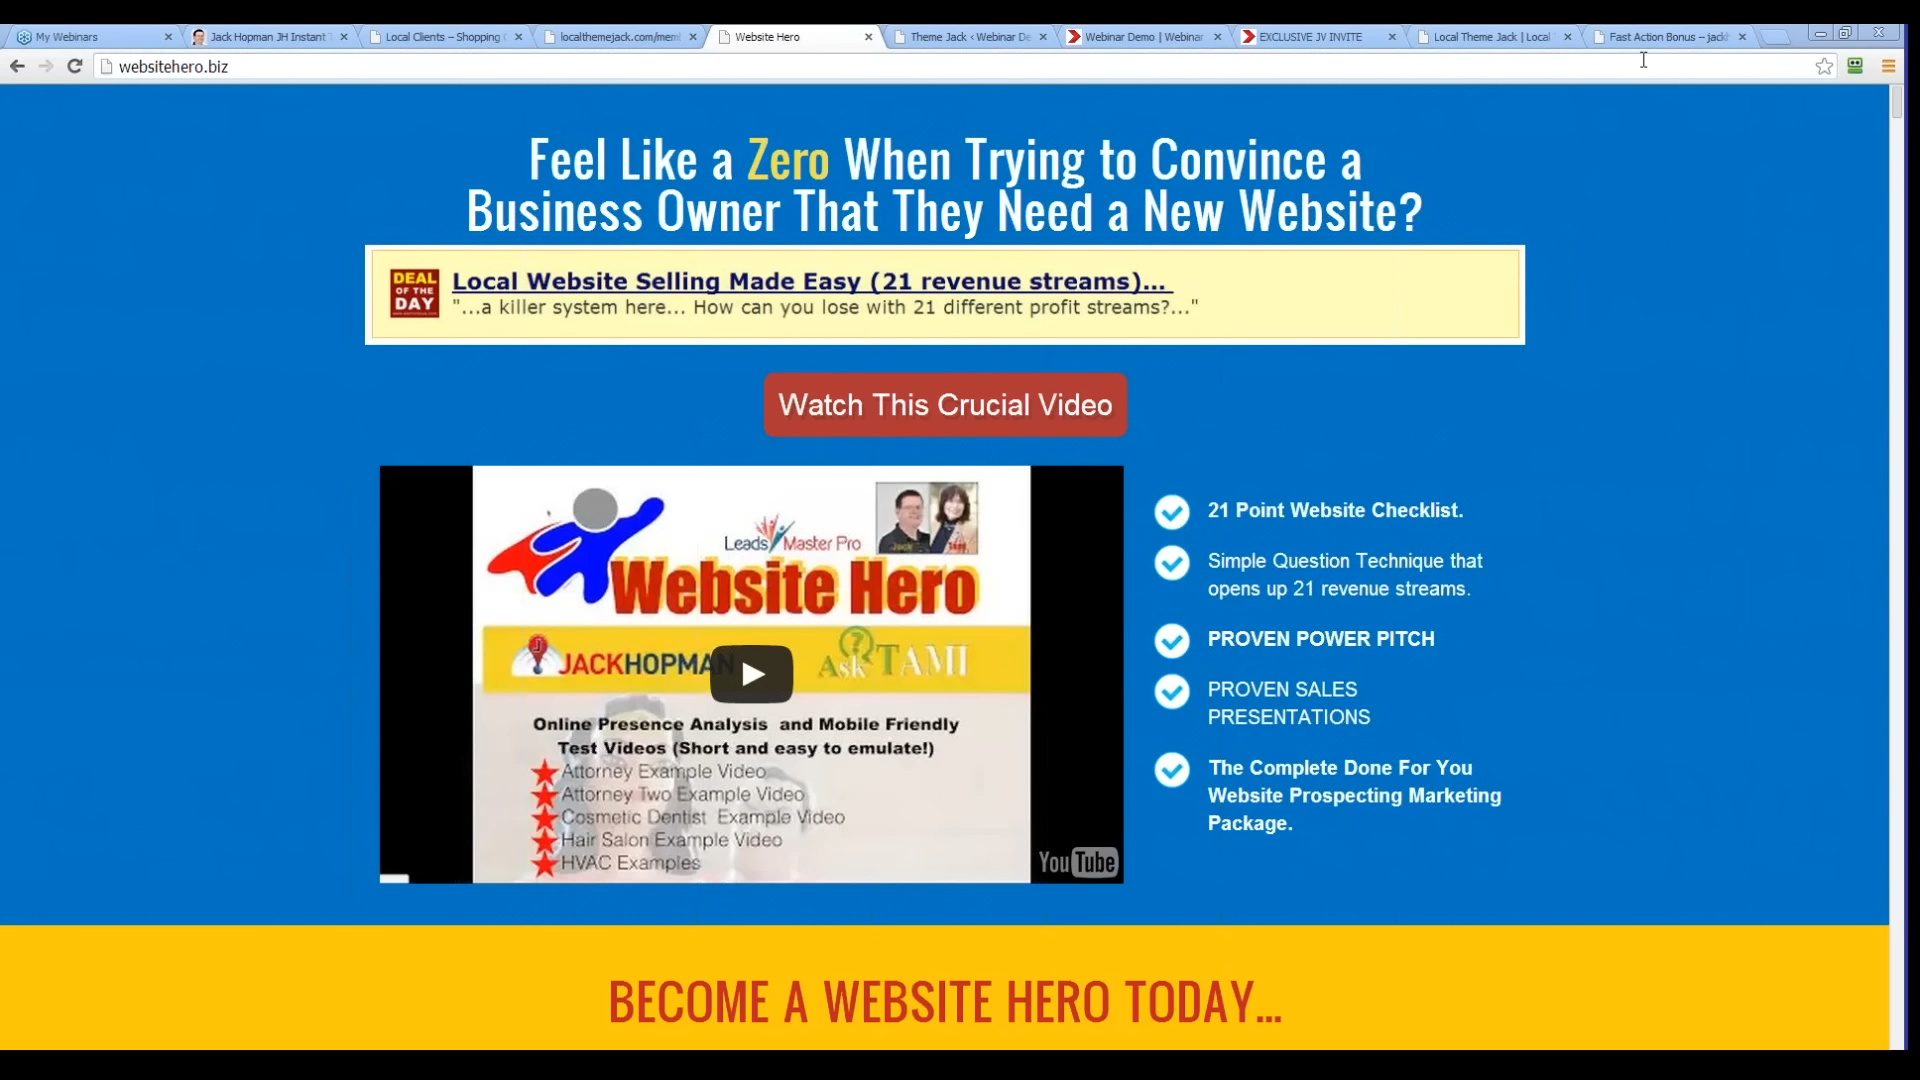 My Webinars
Jack Hopman JH Instant
Local Clients – Shopping
localthemejack.com/mem
Website Hero
Theme Jack ‹ Webinar De
Webinar Demo | Webinar
EXCLUSIVE JV INVITE
Local Theme Jack | Local
Fast Action Bonus – jackh
websitehero.biz
Feel Like a Zero When Trying to Convince a
Business Owner That They Need a New Website?
DEAL
OF THE
DAY
Local Website Selling Made Easy (21 revenue streams)...
"...a killer system here... How can you lose with 21 different profit streams?..."
Watch This Crucial Video
Leads Master Pro
Website Hero
JACKHOPMAN
Ask TAMI
Online Presence Analysis and Mobile Friendly
Test Videos (Short and easy to emulate!)
Attorney Example Video
Attorney Two Example Video
Cosmetic Dentist Example Video
Hair Salon Example Video
HVAC Examples
YouTube
21 Point Website Checklist.
Simple Question Technique that
opens up 21 revenue streams.
PROVEN POWER PITCH
PROVEN SALES
PRESENTATIONS
The Complete Done For You
Website Prospecting Marketing
Package.
BECOME A WEBSITE HERO TODAY...